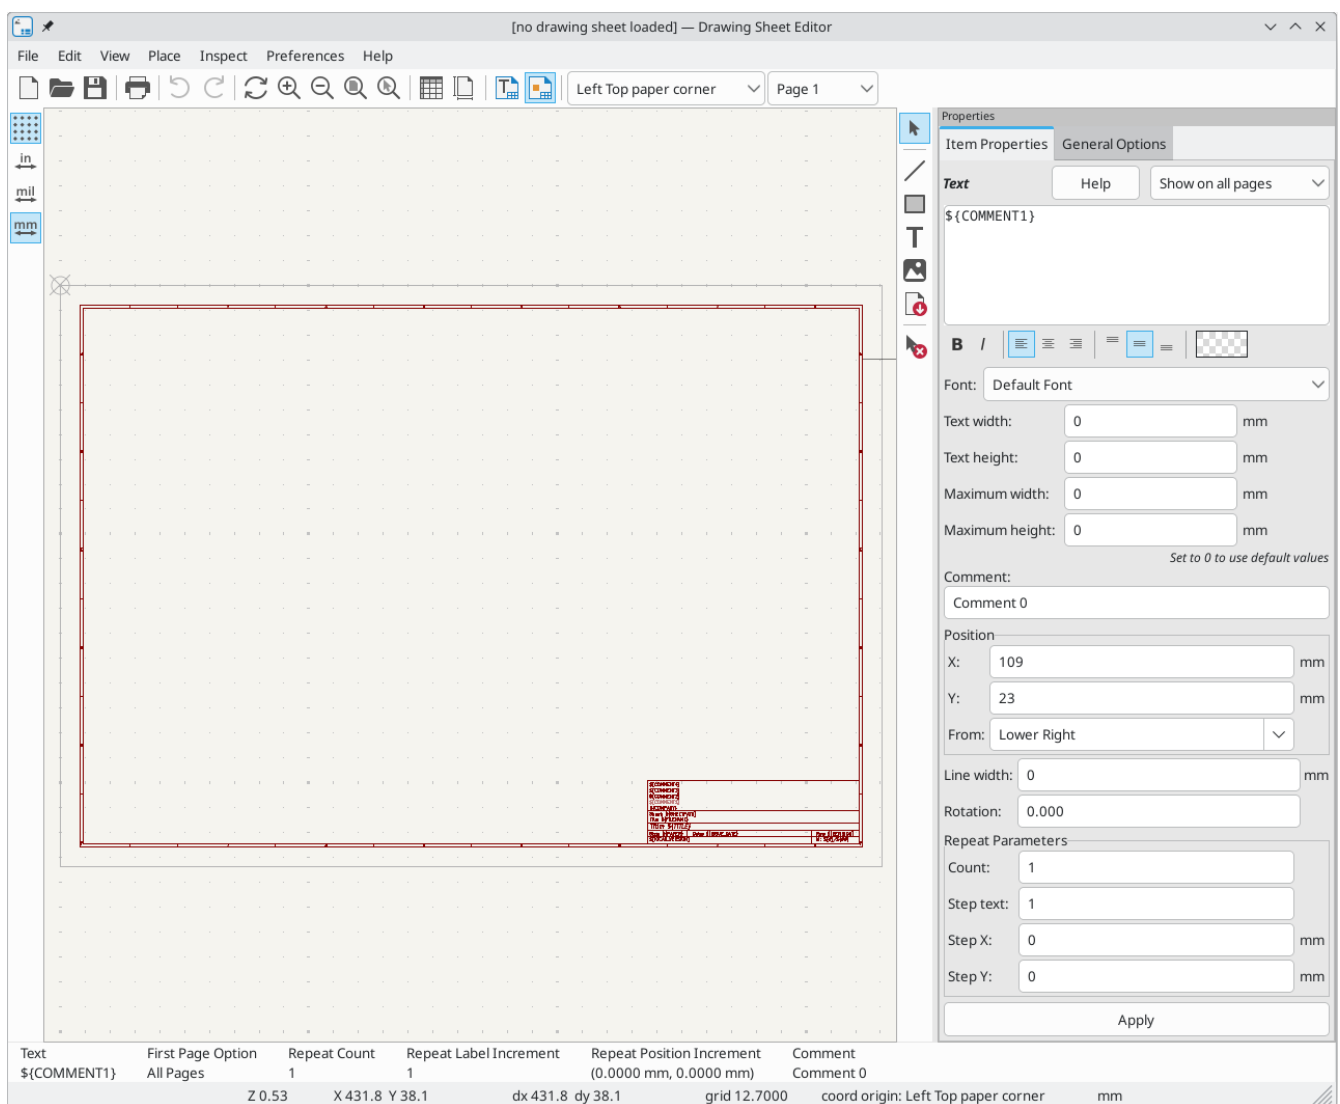 [no drawing sheet loaded] — Drawing Sheet Editor
File Edit View Place Inspect Preferences Help
Left Top paper corner Page 1
in
mil
mm
Properties
Item Properties General Options
Text Help Show on all pages
${COMMENT1}
B I
Font: Default Font
Text width: 0 mm
Text height: 0 mm
Maximum width: 0 mm
Maximum height: 0 mm
Set to 0 to use default values
Comment:
Comment 0
Position
X: 109 mm
Y: 23 mm
From: Lower Right
Line width: 0 mm
Rotation: 0.000
Repeat Parameters
Count: 1
Step text: 1
Step X: 0 mm
Step Y: 0 mm
Apply
Text First Page Option Repeat Count Repeat Label Increment Repeat Position Increment Comment
${COMMENT1} All Pages 1 1 (0.0000 mm, 0.0000 mm) Comment 0
Z 0.53 X 431.8 Y 38.1 dx 431.8 dy 38.1 grid 12.7000 coord origin: Left Top paper corner mm